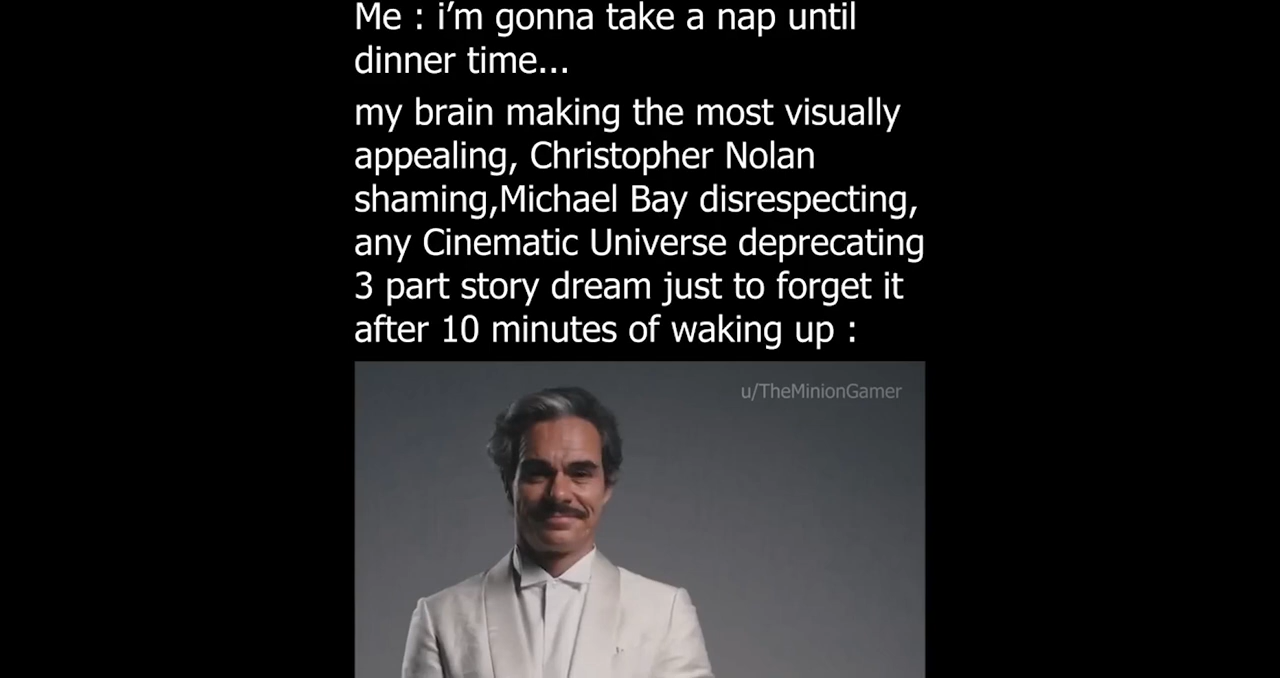 Me : i’m gonna take a nap until
dinner time...
my brain making the most visually
appealing, Christopher Nolan
shaming,Michael Bay disrespecting,
any Cinematic Universe deprecating
3 part story dream just to forget it
after 10 minutes of waking up :
u/TheMinionGamer